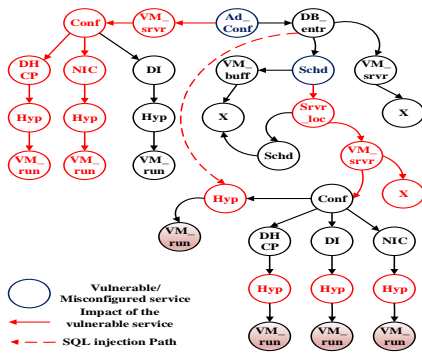 Conf
VM_
srvr
Ad_
Conf
DB_
entr
DH
CP
NIC
DI
VM_
buff
Schd
VM_
srvr
Hyp
Hyp
Hyp
X
Srvr
_loc
X
VM_
run
VM_
run
VM_
run
Schd
VM_
srvr
Hyp
Conf
X
VM_
run
DH
CP
DI
NIC
Hyp
Hyp
Hyp
VM_
run
VM_
run
VM_
run
Vulnerable/
Misconfigured service
Impact of the
vulnerable service
SQL injection Path